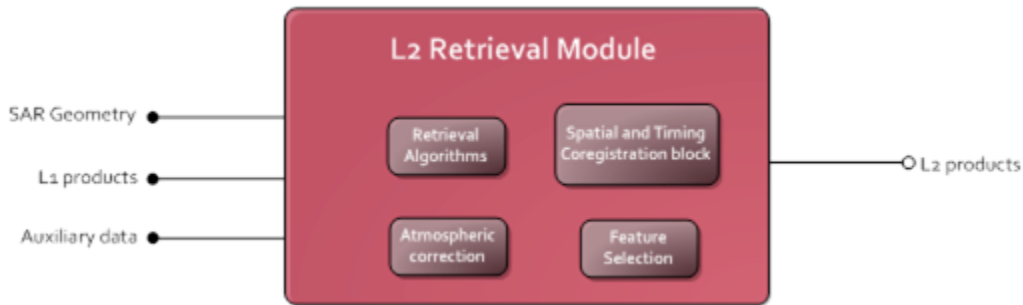 L2 Retrieval Module
SAR Geometry
L1 products
Auxiliary data
Retrieval
Algorithms
Spatial and Timing
Coregistration block
Atmospheric
correction
Feature
Selection
L2 products